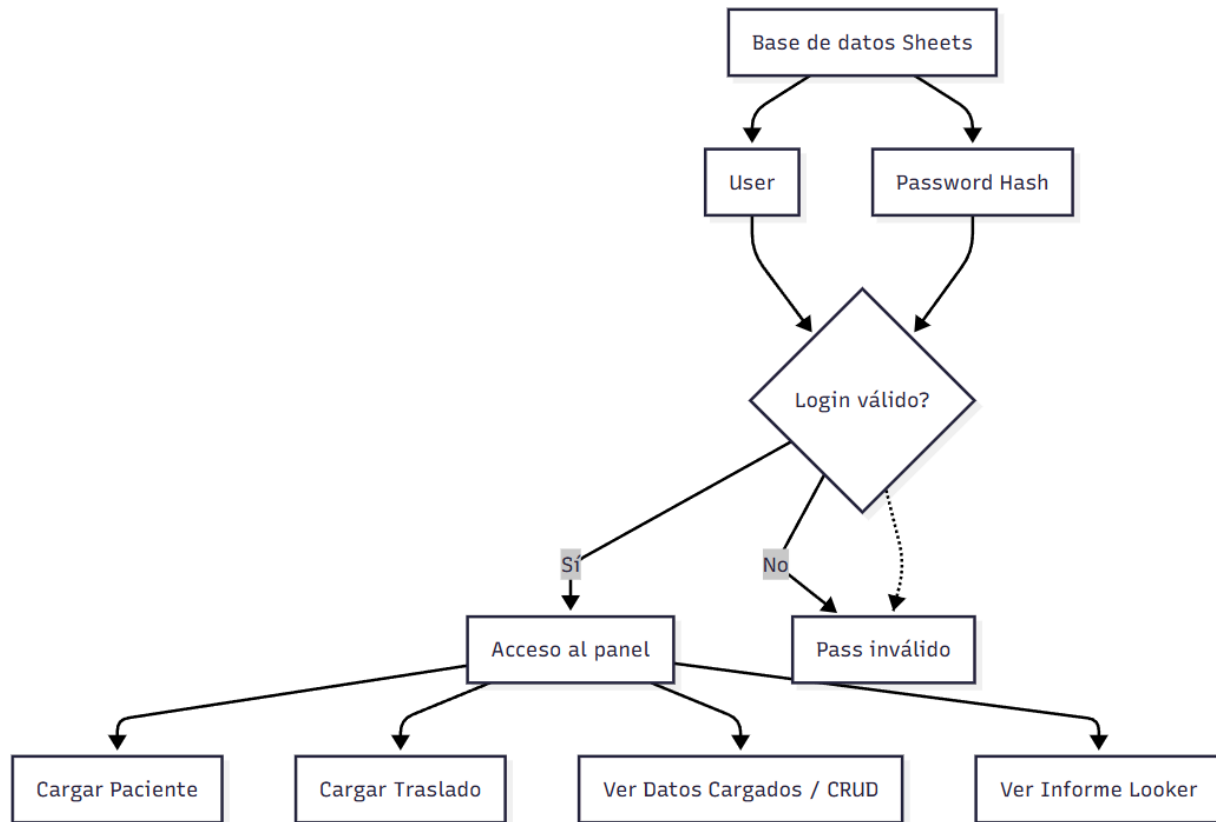 Base de datos Sheets
User
Password Hash
Login válido?
Sí
No
Acceso al panel
Pass inválido
Cargar Paciente
Cargar Traslado
Ver Datos Cargados / CRUD
Ver Informe Looker